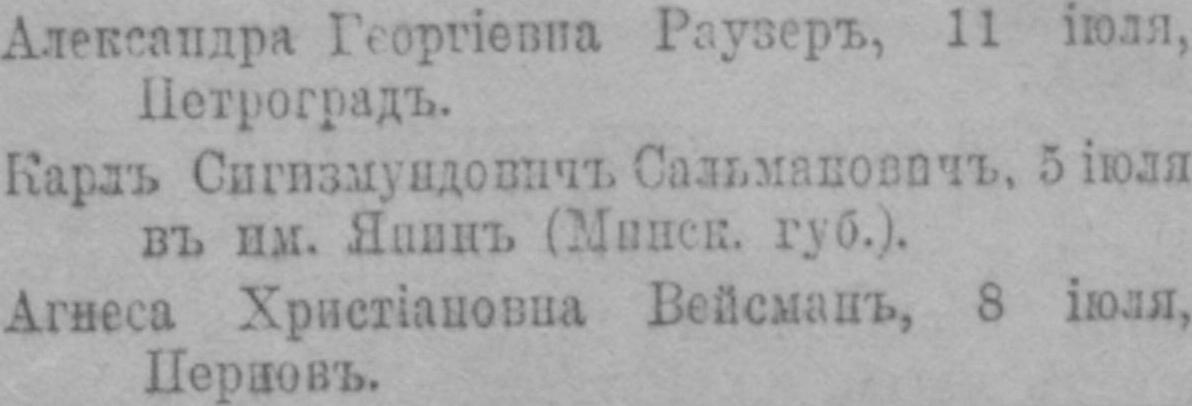 Александра Георгіевна Раузеръ, 11 іюля,
Петроградъ.
Карлъ Сигизмундовичъ Сальмановичъ, 5 іюля
въ им. (Минск. губ.).
Агнеса Христіановна Вейсманъ, 8 іюля,
Перновъ.